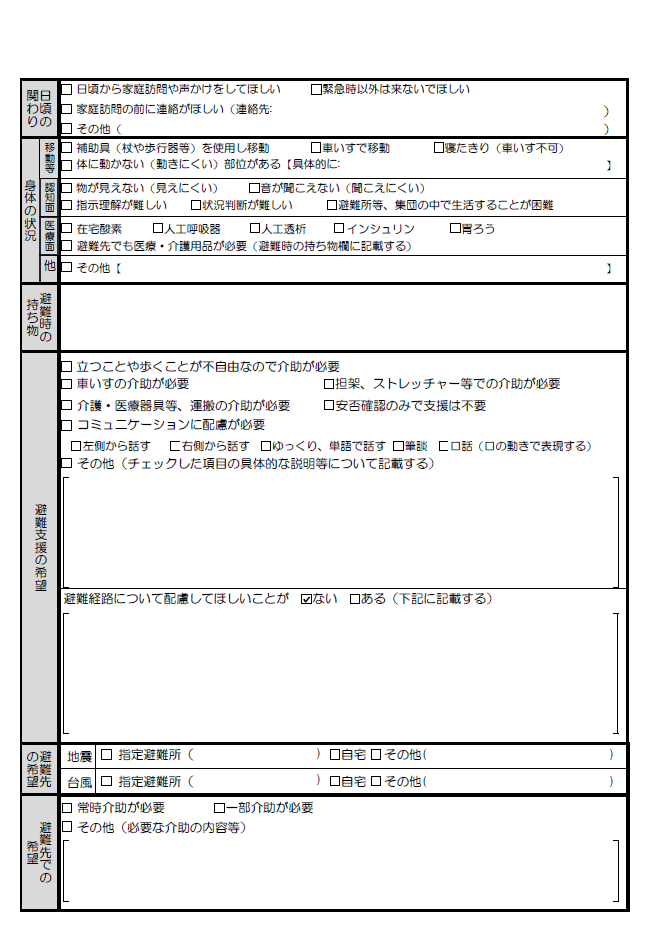 日頃の関わり
□ 日頃から家庭訪問や声かけをしてほしい　□緊急時以外は来ないでほしい
□ 家庭訪問の前に連絡がほしい（連絡先:　）
□ その他（　）
身体の状況
移動等
□ 補助具（杖や歩行器等）を使用し移動　□車いすで移動　□寝たきり（車いす不可）
□ 体に動かない（動きにくい）部位がある【具体的に:　】
認知面
□ 物が見えない（見えにくい）　□音が聞こえない（聞こえにくい）
□ 指示理解が難しい　□状況判断が難しい　□避難所等、集団の中で生活することが困難
医療面
□ 在宅酸素　□人工呼吸器　□人工透析　□ インシュリン　□胃ろう
□ 避難先でも医療・介護用品が必要（避難時の持ち物欄に記載する）
他
□ その他【　】
避難時の持ち物
避難支援の希望
□ 立つことや歩くことが不自由なので介助が必要
□ 車いすの介助が必要　□担架、ストレッチャー等での介助が必要
□ 介護・医療器具等、運搬の介助が必要　□安否確認のみで支援は不要
□ コミュニケーションに配慮が必要
□左側から話す　□右側から話す　□ゆっくり、単語で話す　□筆談　□口話（口の動きで表現する）
□ その他（チェックした項目の具体的な説明等について記載する）
避難経路について配慮してほしいことが　☑ない　□ある（下記に記載する）
避難先の希望
地震　□ 指定避難所（　）　□自宅　□ その他(　)
台風　□ 指定避難所（　）　□自宅　□ その他(　)
避難先での希望
□ 常時介助が必要　□一部介助が必要
□ その他（必要な介助の内容等）